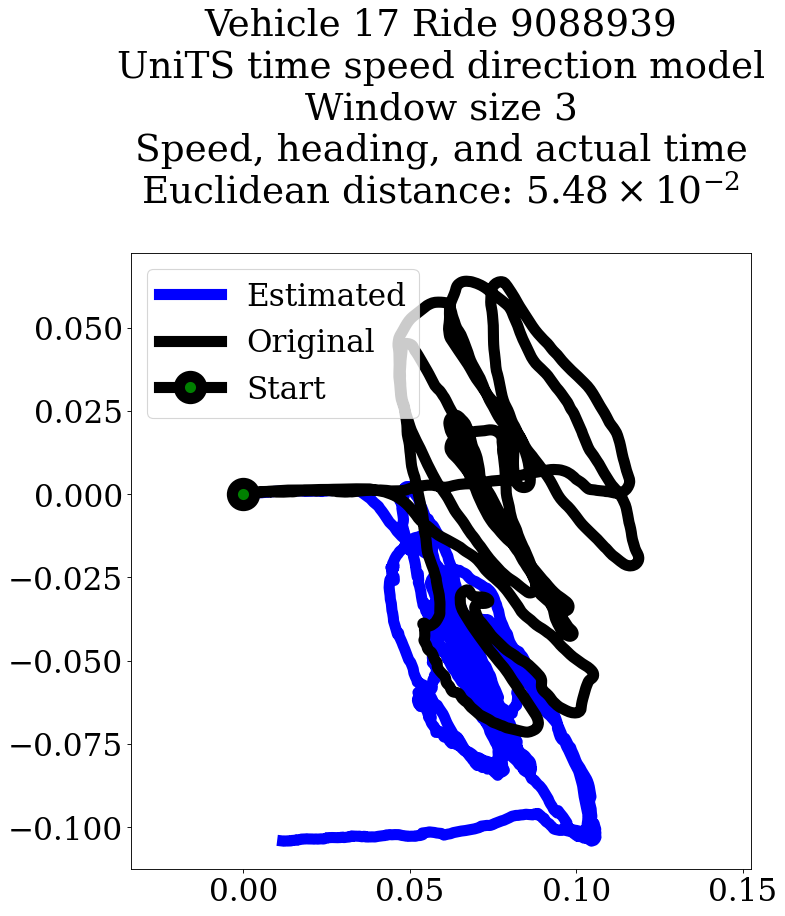 Vehicle 17 Ride 9088939
UniTS time speed direction model
Window size 3
Speed, heading, and actual time
Euclidean distance: 5.48 × 10⁻²
Estimated
Original
Start
0.050
0.025
0.000
−0.025
−0.050
−0.075
−0.100
0.00 0.05 0.10 0.15